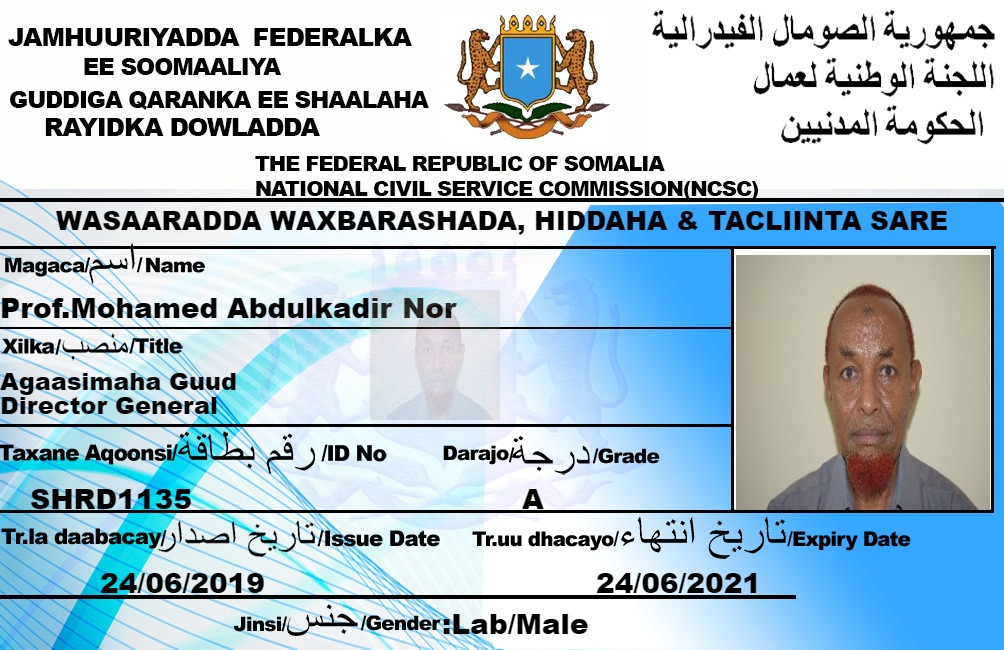 JAMHUURIYADDA FEDERALKA
EE SOOMAALIYA
GUDDIGA QARANKA EE SHAALAHA
RAYIDKA DOWLADDA
جمهورية الصومال الفيدرالية
اللجنة الوطنية لعمال
الحكومة المدنيين
THE FEDERAL REPUBLIC OF SOMALIA
NATIONAL CIVIL SERVICE COMMISSION(NCSC)
WASAARADDA WAXBARASHADA, HIDDAHA & TACLIINTA SARE
Magaca/اسم/Name
Prof.Mohamed Abdulkadir Nor
Xilka/منصب/Title
Agaasimaha Guud
Director General
Taxane Aqoonsi/رقم بطاقة/ID No
Darajo/درجة/Grade
SHRD1135
A
Tr.la daabacay/تاريخ اصدار/Issue Date
Tr.uu dhacayo/تاريخ انتهاء/Expiry Date
24/06/2019
24/06/2021
Jinsi/جنس/Gender:Lab/Male